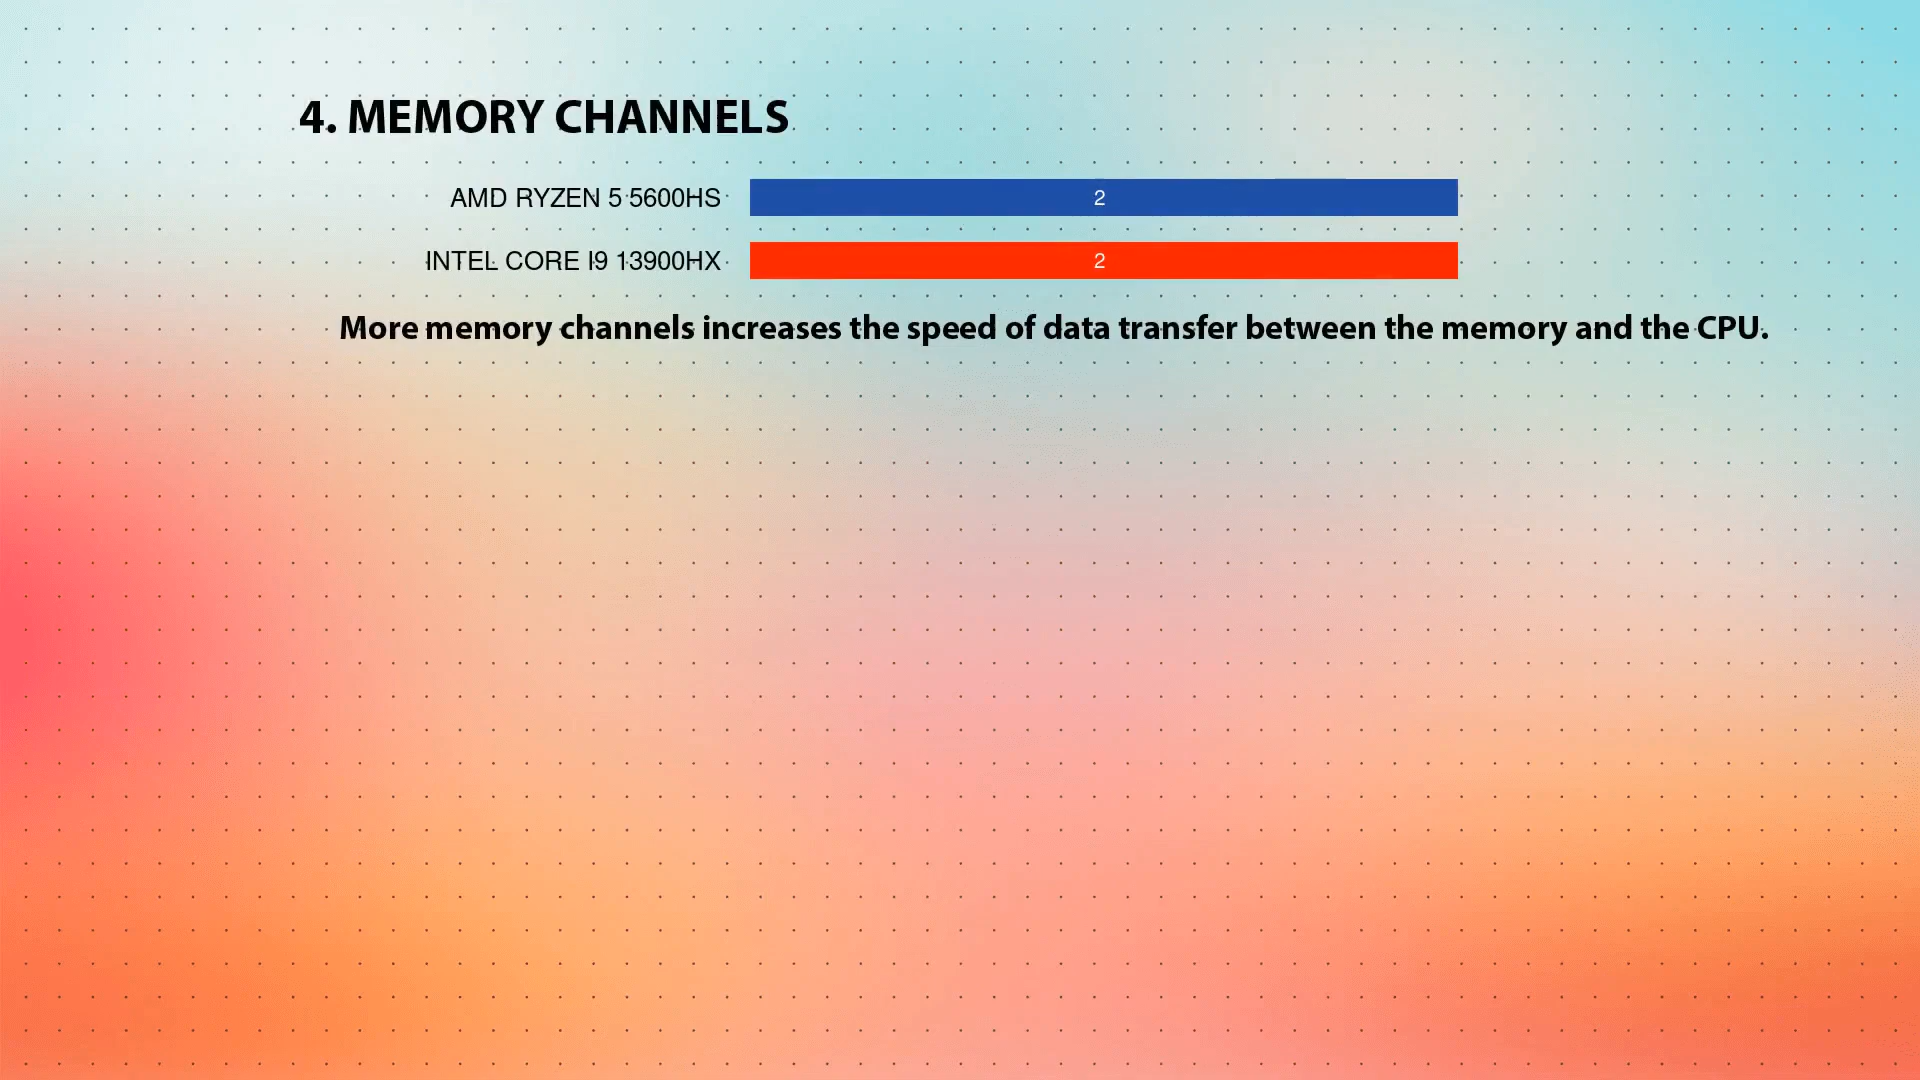 4. MEMORY CHANNELS
AMD RYZEN 5 5600HS 2
INTEL CORE I9 13900HX 2
More memory channels increases the speed of data transfer between the memory and the CPU.